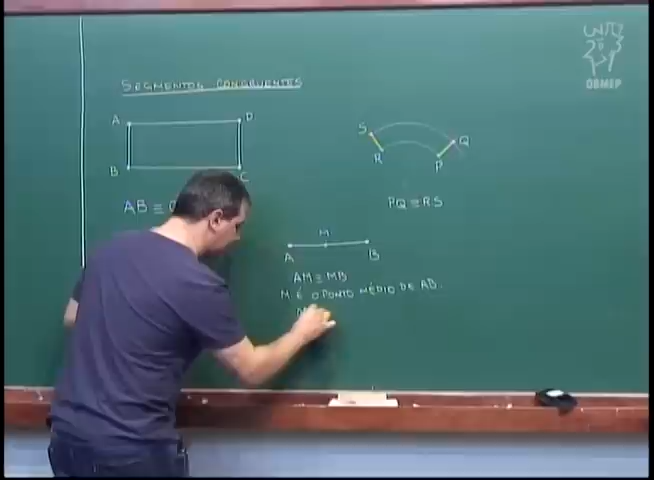 SEGMENTOS CONGRUENTES
A D
B C
AB ≡
S Q
R P
PQ ≡ RS
M
A B
AM ≡ MB
M É O PONTO MÉDIO DE AB.
OBMEP